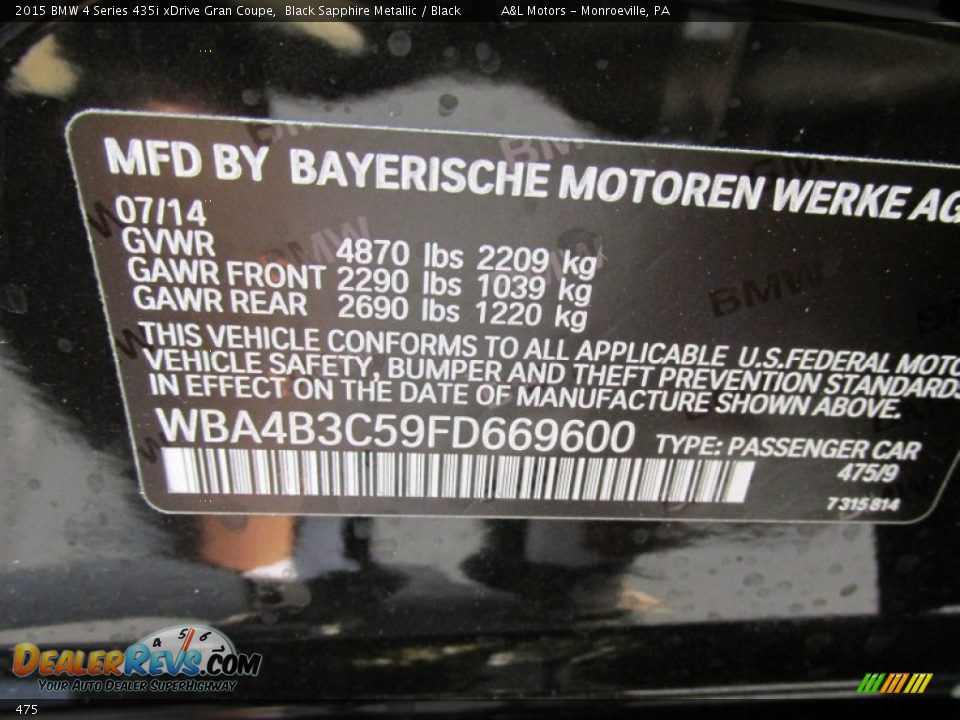 2015 BMW 4 Series 435i xDrive Gran Coupe, Black Sapphire Metallic / Black A&L Motors - Monroeville, PA
MFD BY BAYERISCHE MOTOREN WERKE AG
07/14
GVWR 4870 lbs 2209 kg
GAWR FRONT 2290 lbs 1039 kg
GAWR REAR 2690 lbs 1220 kg
THIS VEHICLE CONFORMS TO ALL APPLICABLE U.S.FEDERAL MOTO
VEHICLE SAFETY, BUMPER AND THEFT PREVENTION STANDARDS
IN EFFECT ON THE DATE OF MANUFACTURE SHOWN ABOVE.
WBA4B3C59FD669600 TYPE: PASSENGER CAR
475/9
7315814
BMW
4 5 6
DealerRevs.com
Your Auto Dealer SuperHighway
475